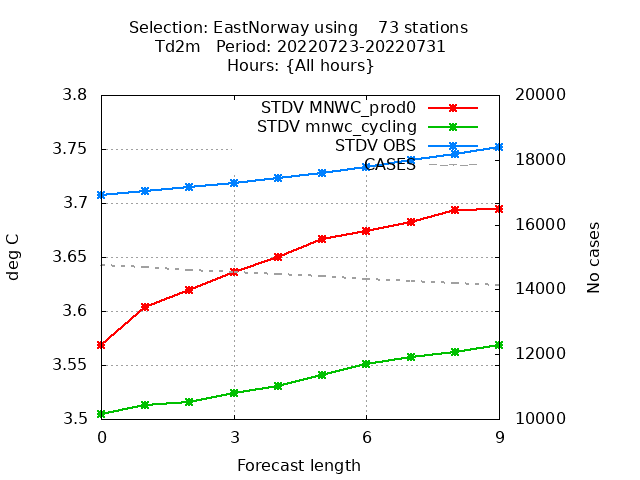 Selection: EastNorway using    73 stations
Td2m   Period: 20220723-20220731
Hours: {All hours}
3.8
3.75
3.7
3.65
3.6
3.55
3.5
deg C
STDV MNWC_prod0
STDV mnwc_cycling
STDV OBS
CASES
20000
18000
16000
14000
12000
10000
No cases
0 3 6 9
Forecast length